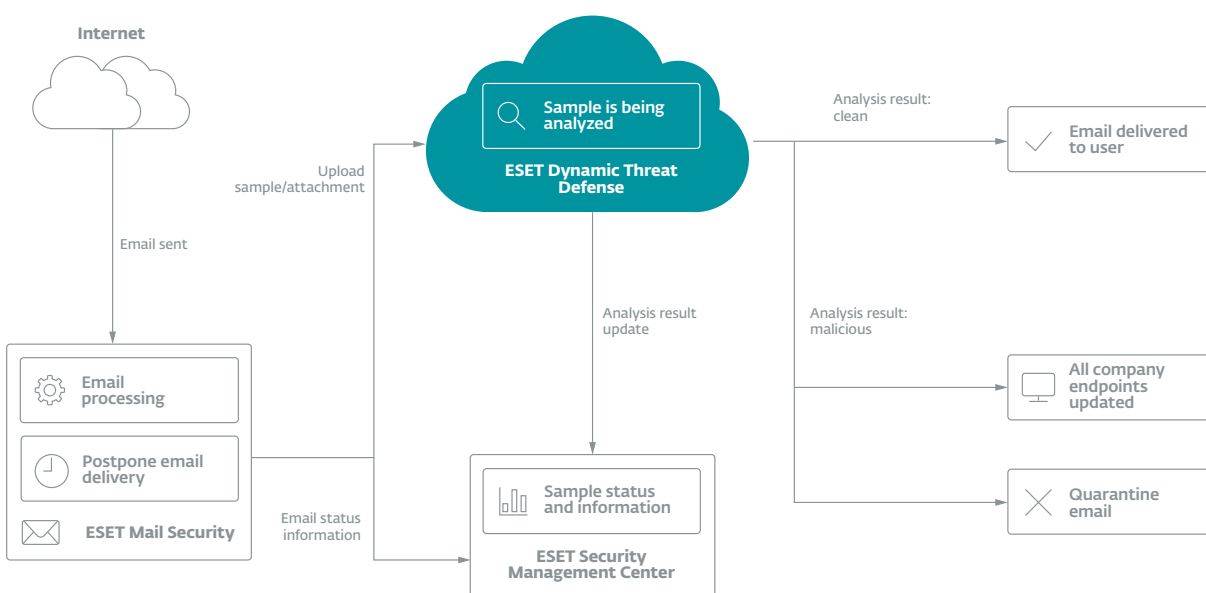 Internet
Sample is being
analyzed
ESET Dynamic Threat
Defense
Analysis result:
clean
Email delivered
to user
Upload
sample/attachment
Email sent
Analysis result
update
Analysis result:
malicious
Email
processing
Postpone email
delivery
ESET Mail Security
Email status
information
Sample status
and information
ESET Security
Management Center
All company
endpoints
updated
Quarantine
email